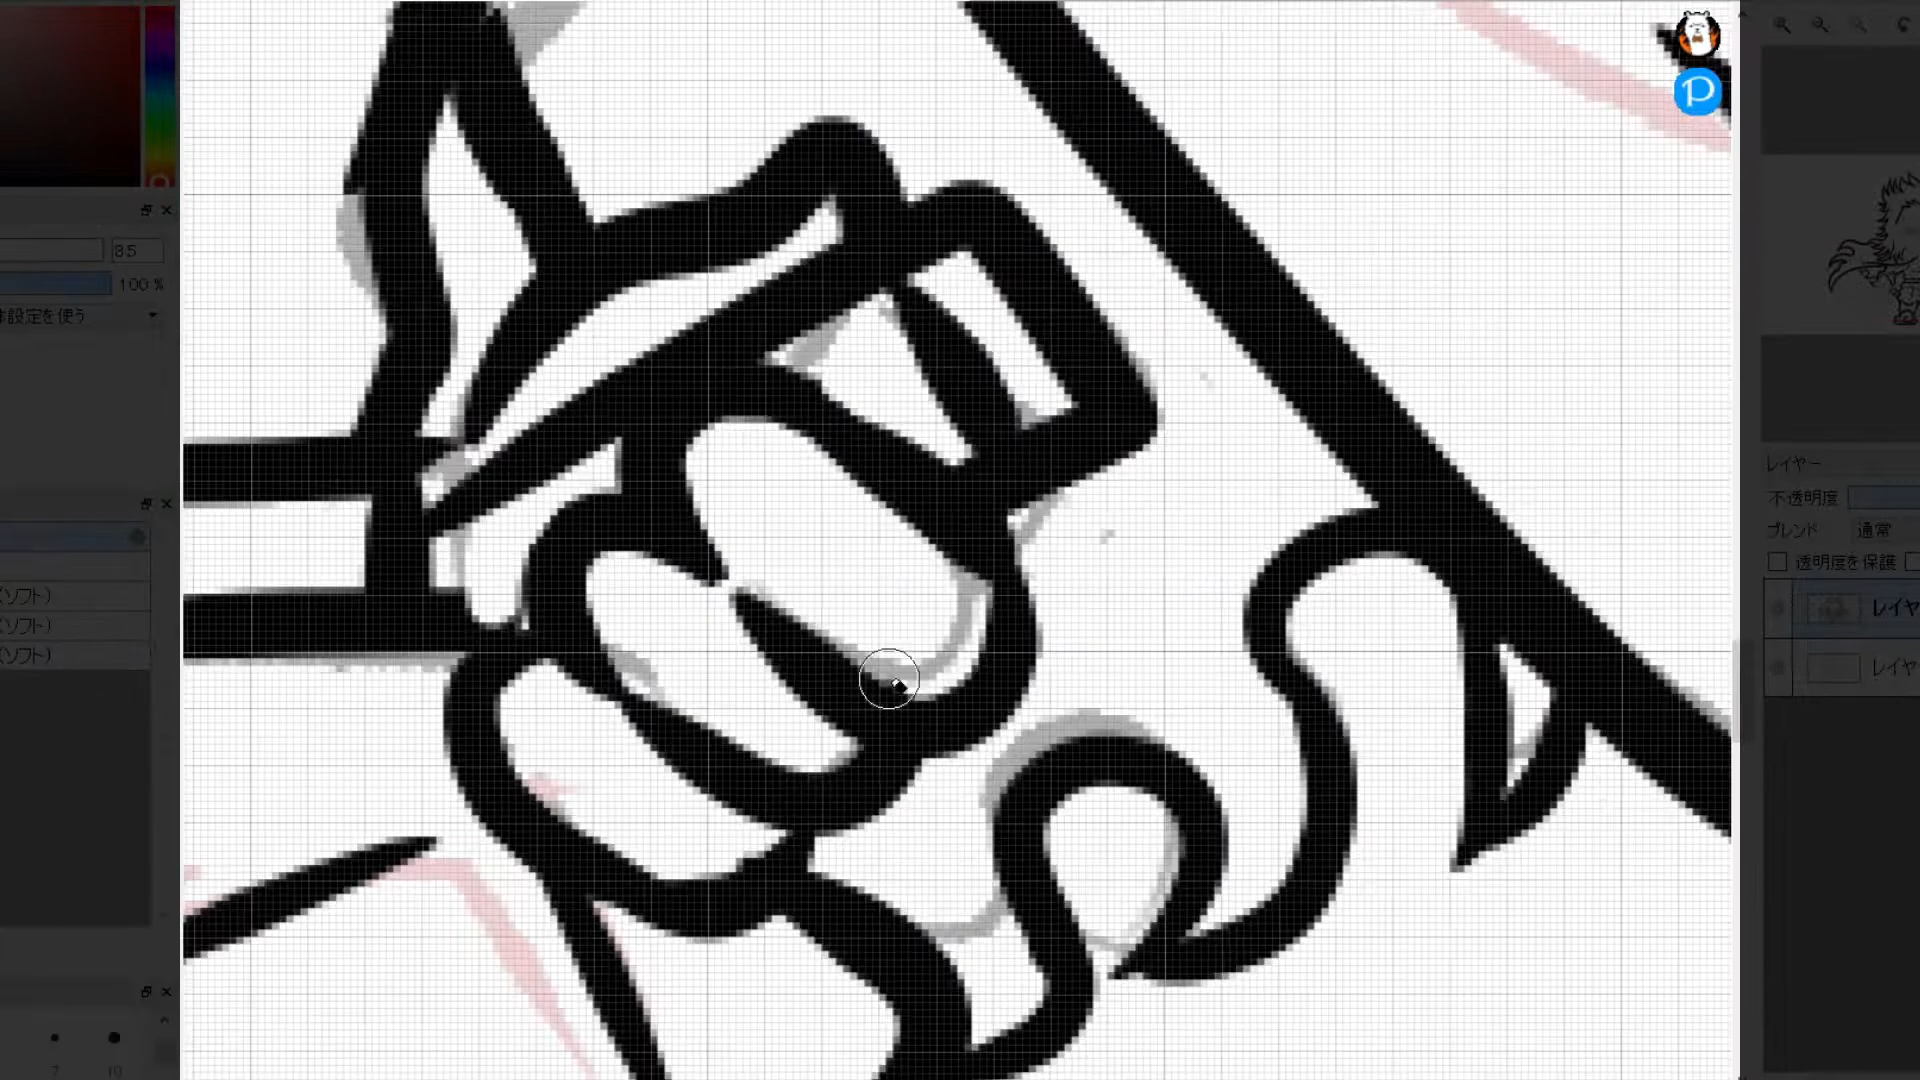 85
100 %
設定を使う
(ソフト)
(ソフト)
(ソフト)
7 10
P
レイヤー
不透明度
ブレンド 通常
透明度を保護
レイヤ
レイヤ